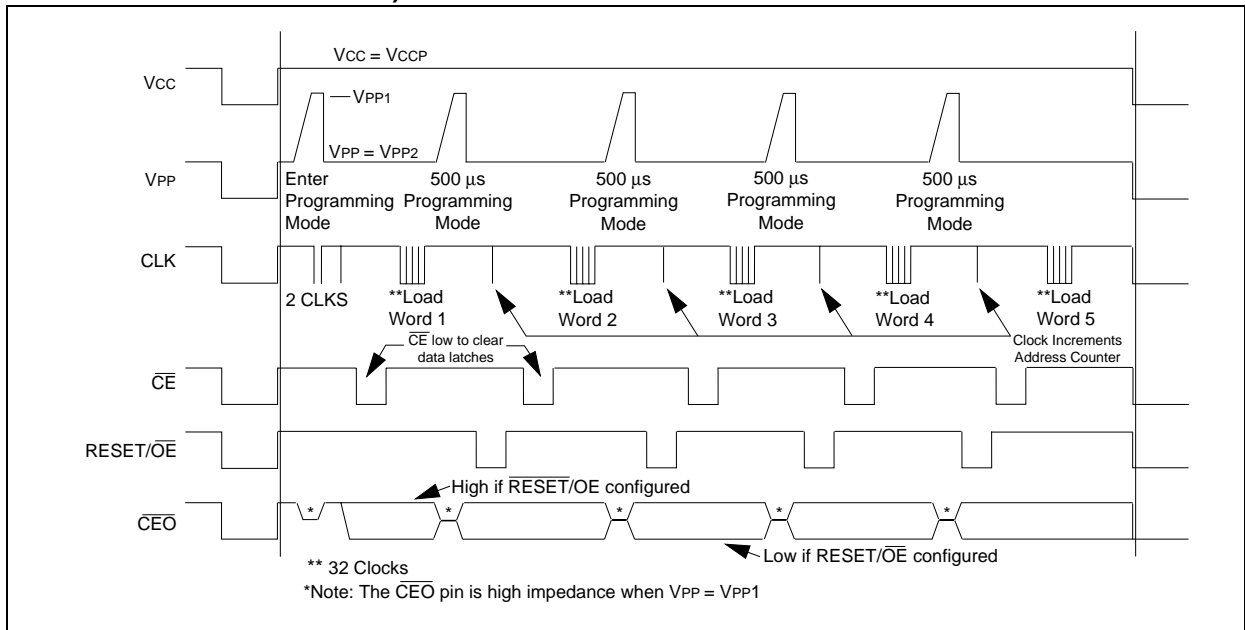 VCC = VCCP
VCC
VPP1
VPP = VPP2
VPP
Enter
Programming
Mode
500 µs
Programming
Mode
500 µs
Programming
Mode
500 µs
Programming
Mode
500 µs
Programming
Mode
CLK
2 CLKS
**Load
Word 1
**Load
Word 2
**Load
Word 3
**Load
Word 4
**Load
Word 5
CE low to clear
data latches
Clock Increments
Address Counter
CE
RESET/OE
High if RESET/OE configured
CEO
*
*
*
*
*
Low if RESET/OE configured
** 32 Clocks
*Note: The CEO pin is high impedance when VPP = VPP1